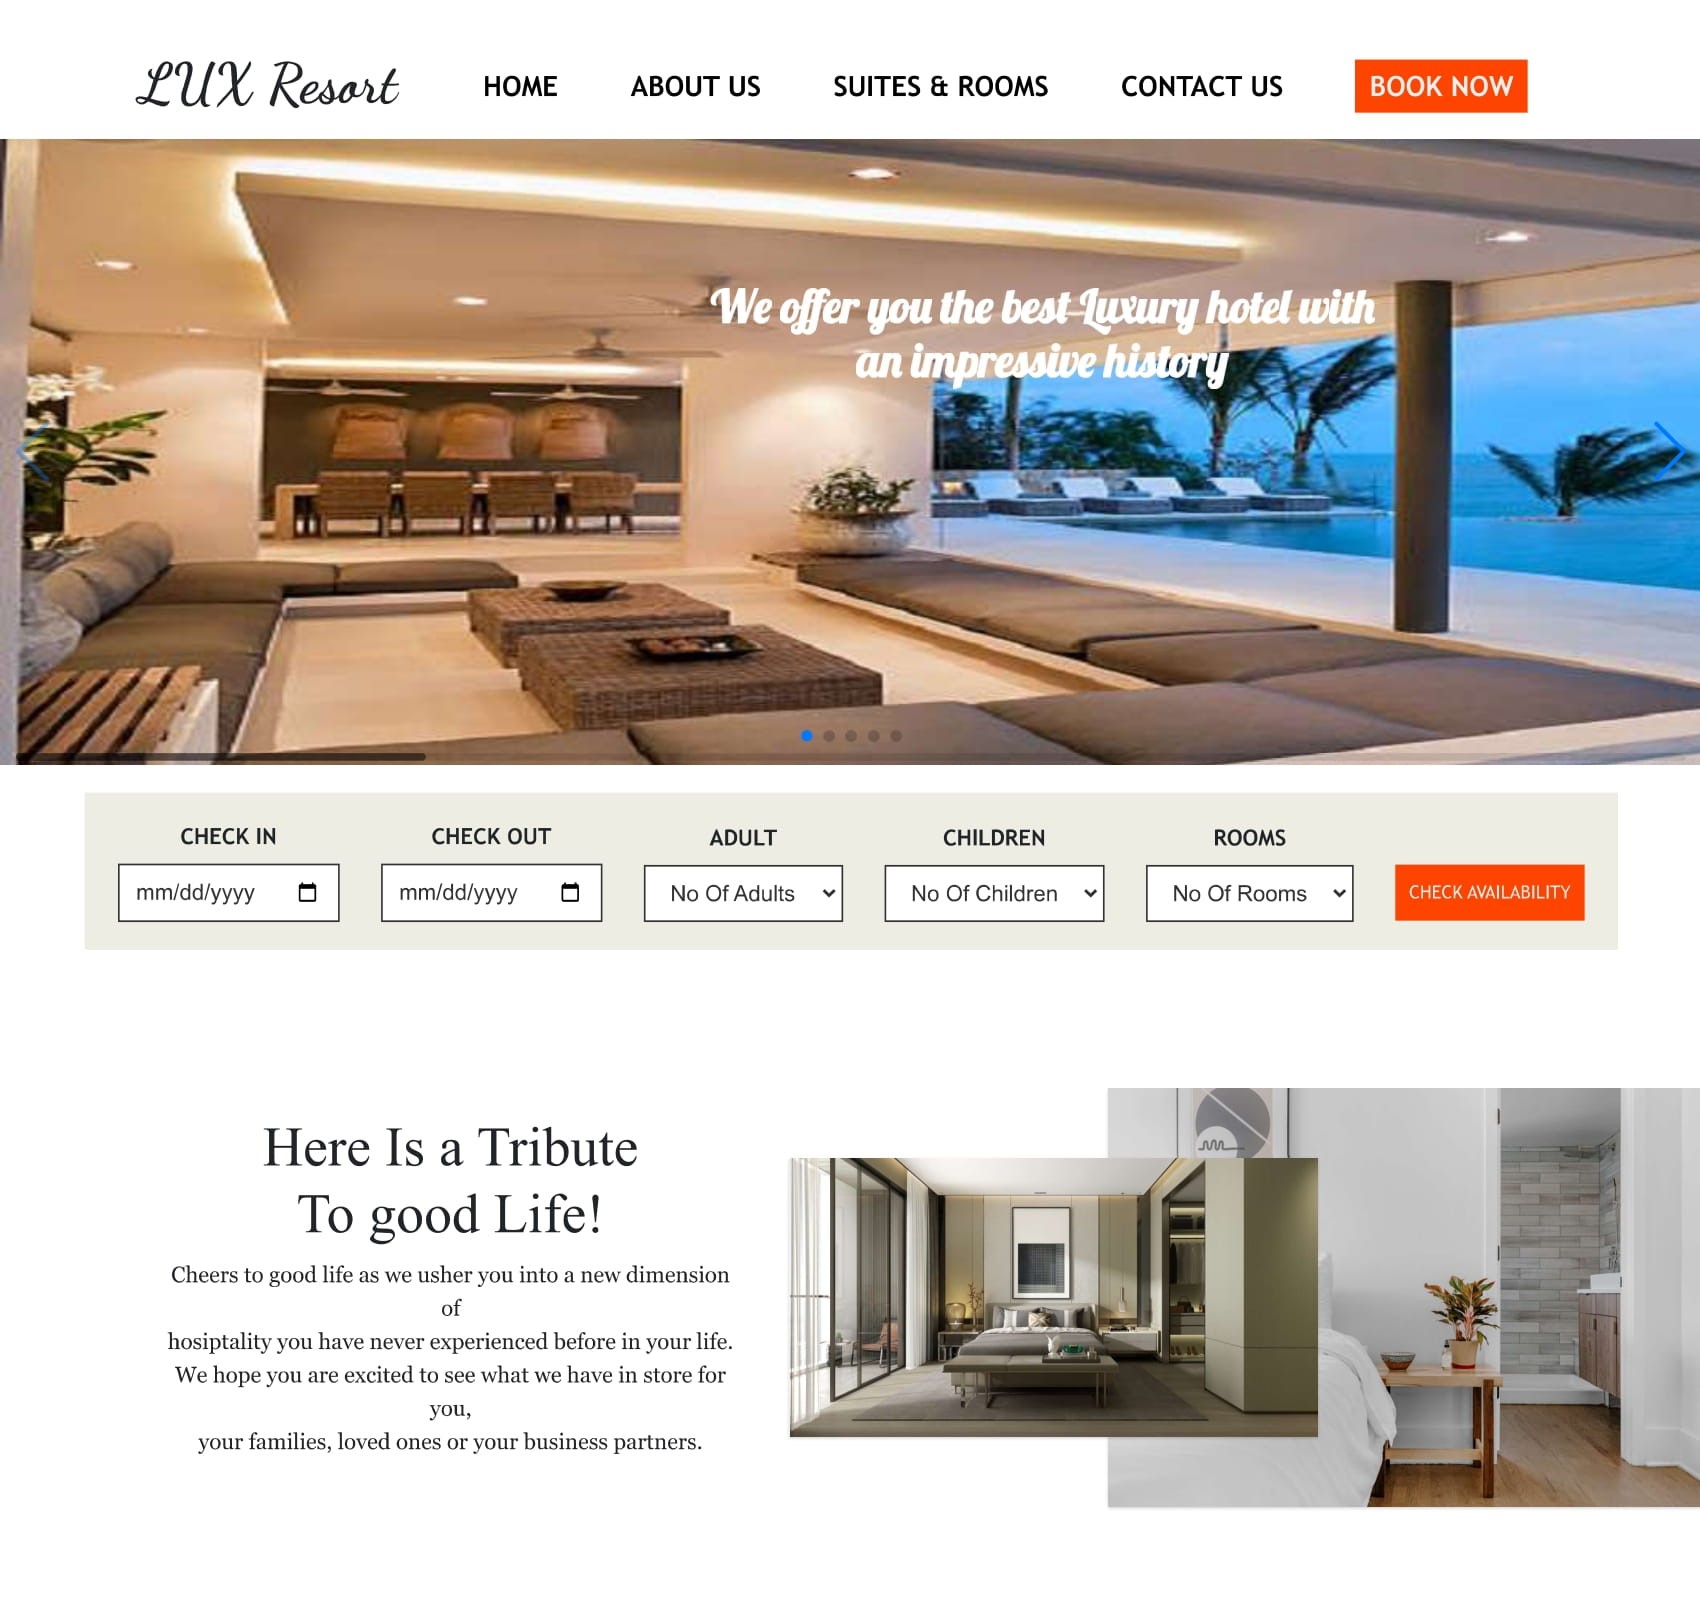 LUX Resort
HOME
ABOUT US
SUITES & ROOMS
CONTACT US
BOOK NOW
We offer you the best Luxury hotel with
an impressive history
CHECK IN
CHECK OUT
ADULT
CHILDREN
ROOMS
mm/dd/yyyy
mm/dd/yyyy
No Of Adults
No Of Children
No Of Rooms
CHECK AVAILABILITY
Here Is a Tribute
To good Life!
Cheers to good life as we usher you into a new dimension
of
hosiptality you have never experienced before in your life.
We hope you are excited to see what we have in store for
you,
your families, loved ones or your business partners.